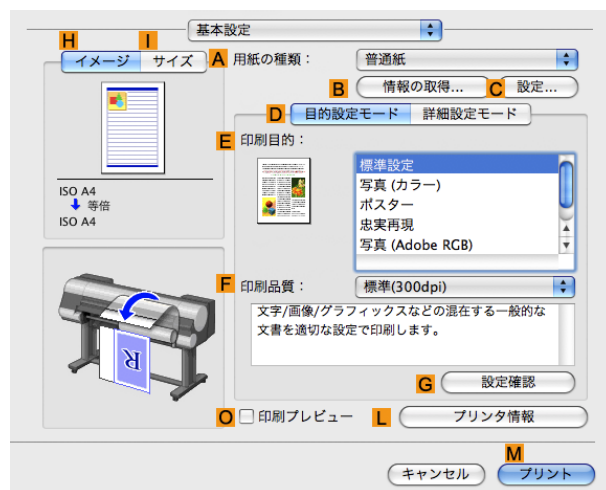 基本設定
H
I
イメージ
サイズ
A
用紙の種類：
普通紙
B
情報の取得...
C
設定...
D
目的設定モード
詳細設定モード
E
印刷目的：
標準設定
写真 (カラー)
ポスター
忠実再現
写真 (Adobe RGB)
ISO A4
等倍
ISO A4
F
印刷品質：
標準(300dpi)
文字/画像/グラフィックスなどの混在する一般的な
文書を適切な設定で印刷します。
R
G
設定確認
O
印刷プレビュー
L
プリンタ情報
M
キャンセル
プリント